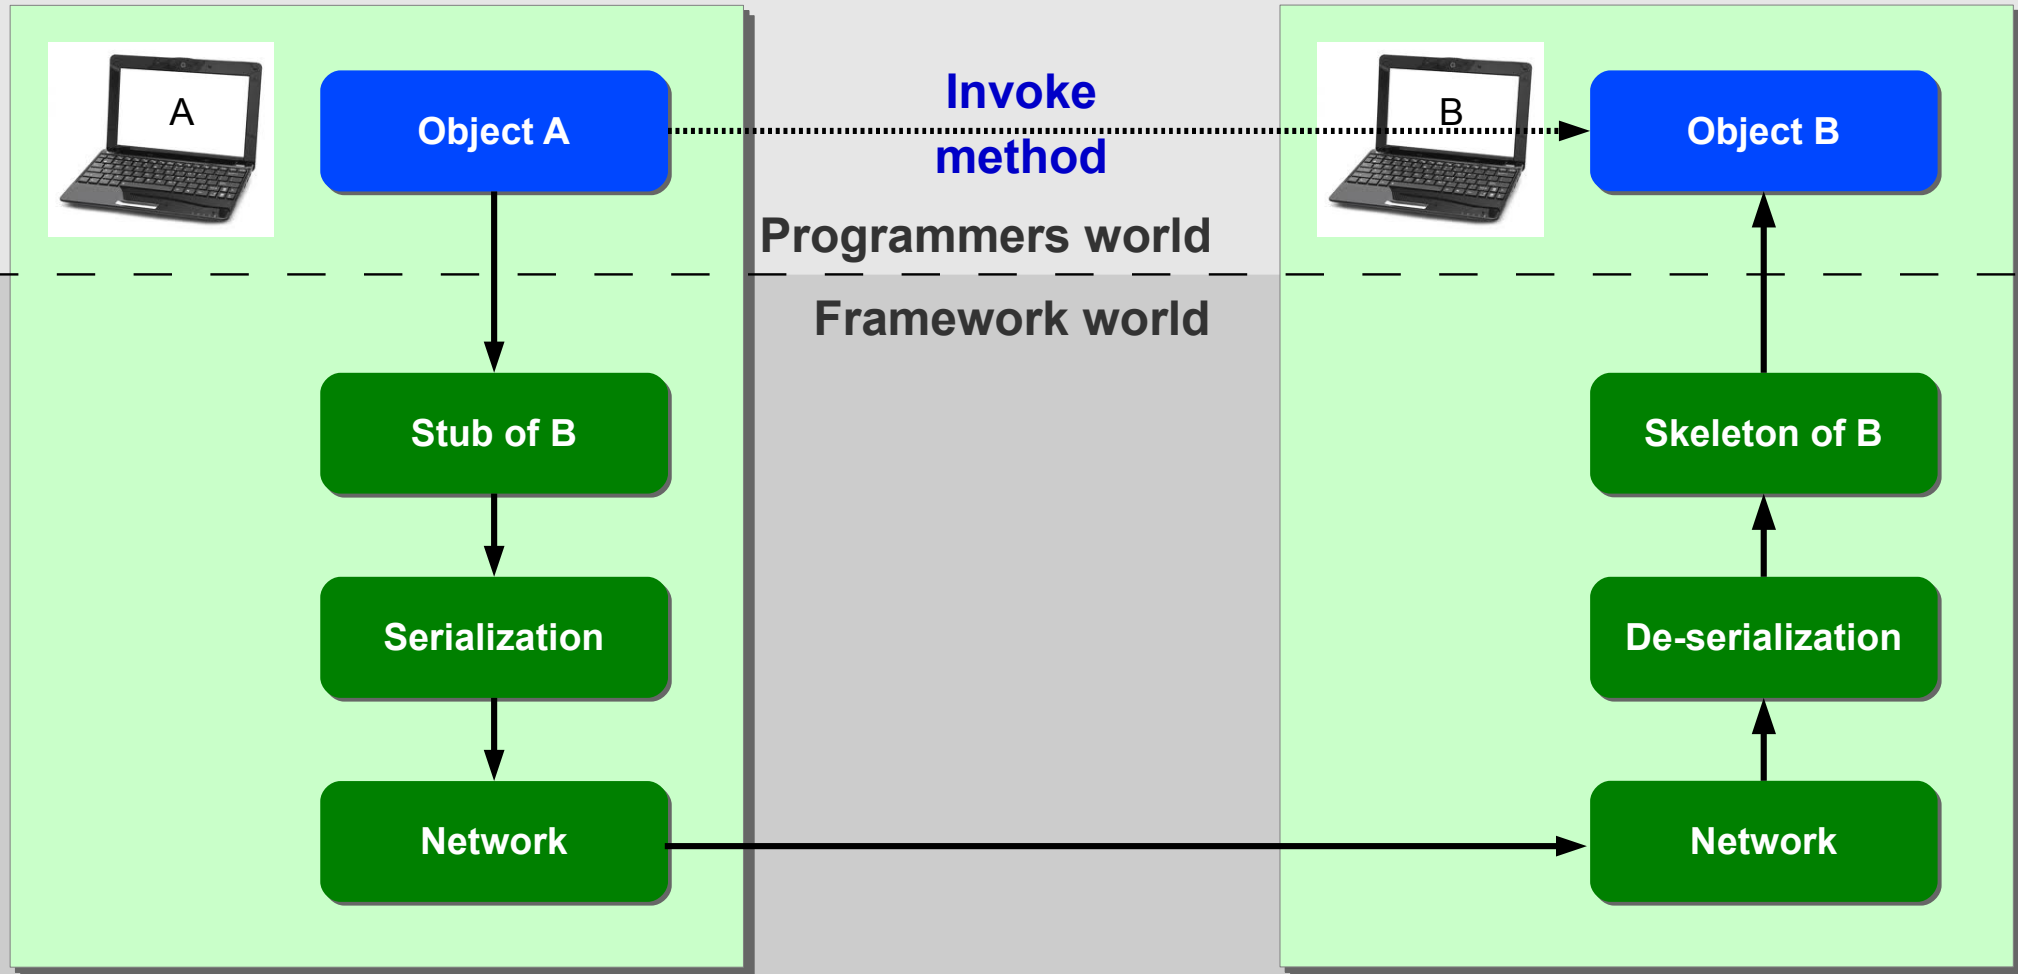 A
Object A
Invoke
method
B
Object B
Programmers world
Framework world
Stub of B
Skeleton of B
Serialization
De-serialization
Network
Network